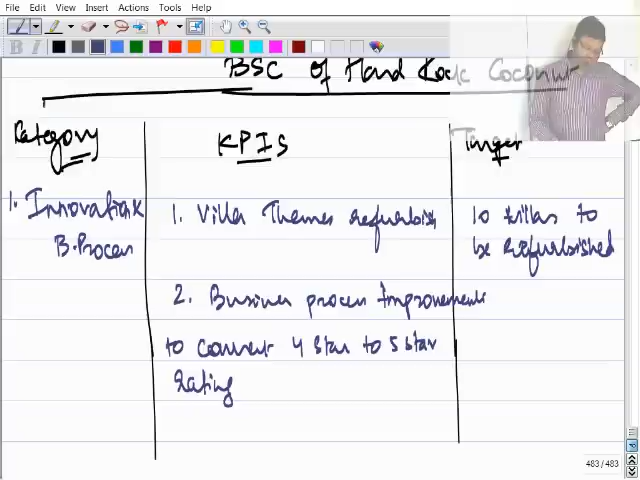 File Edit View Insert Actions Tools Help
BSC Of Hard Rock Coconut
Category KPIS Target
1. Innovation & 1. Villa Themes refurbish 10 villas to
B. Process be refurbished
2. Business process Improvements
to convert 4 Star to 5 Star
Rating
483/483